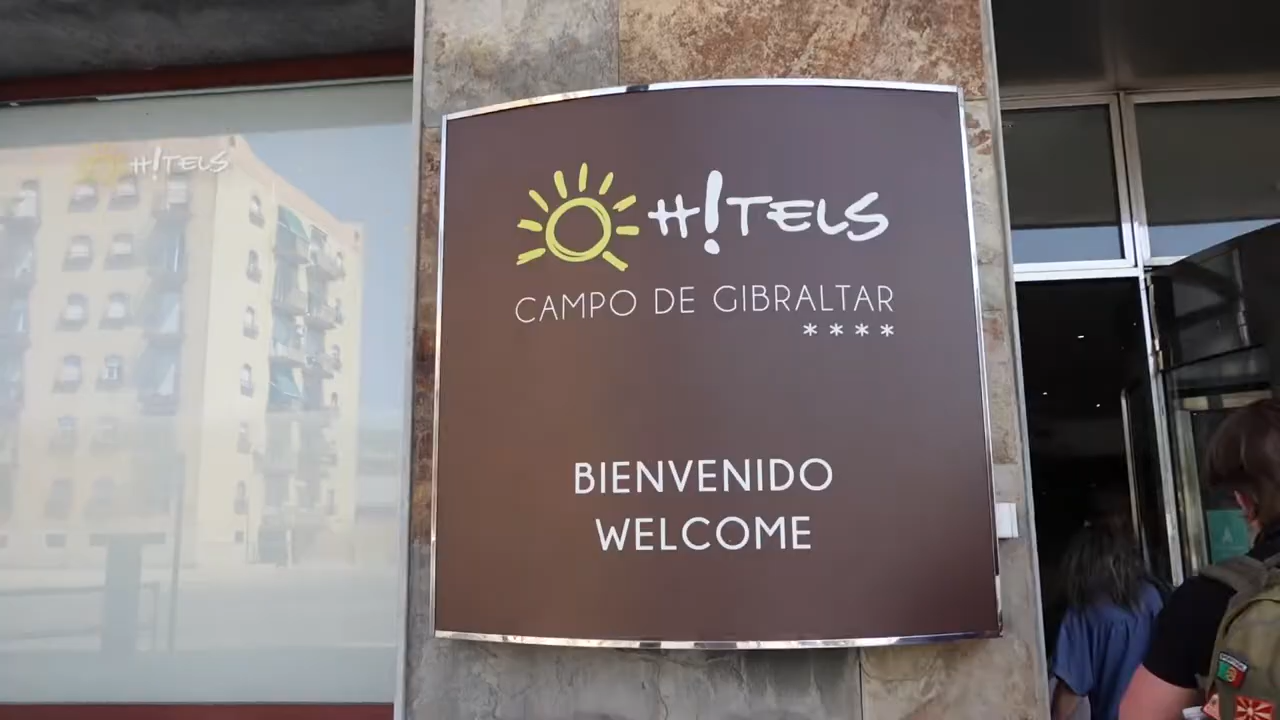 H!TELS
H!TELS
CAMPO DE GIBRALTAR
****
BIENVENIDO
WELCOME